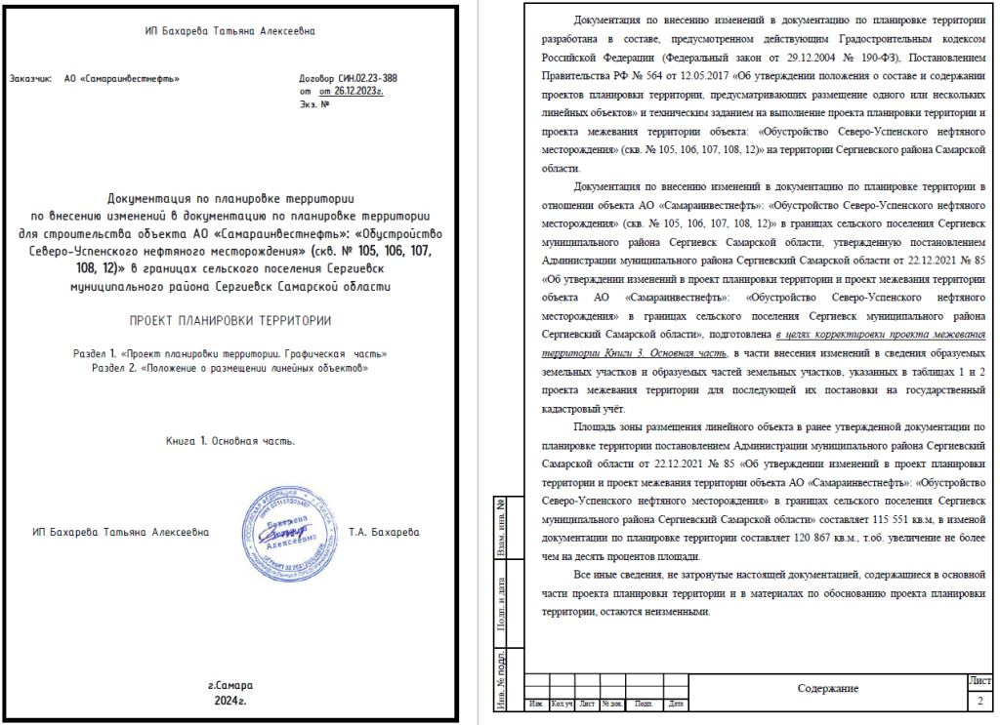 ИП Бахарева Татьяна Алексеевна
Заказчик: АО «Самараинвестнефть»
Договор СИН.02.23-388
от от 26.12.2023г.
Экз. №
Документация по планировке территории
по внесению изменений в документацию по планировке территории
для строительства объекта АО «Самараинвестнефть»: «Обустройство
Северо-Успенского нефтяного месторождения» (скв. № 105, 106, 107,
108, 12)» в границах сельского поселения Сергиевск
муниципального района Сергиевск Самарской области
ПРОЕКТ ПЛАНИРОВКИ ТЕРРИТОРИИ
Раздел 1. «Проект планировки территории. Графическая часть»
Раздел 2. «Положение о размещении линейных объектов»
Книга 1. Основная часть.
ИП Бахарева Татьяна Алексеевна
Бахарева
Алексеевна
Т.А. Бахарева
г.Самара
2024г.
Документация по внесению изменений в документацию по планировке территории
разработана в составе, предусмотренном действующим Градостроительным кодексом
Российской Федерации (Федеральный закон от 29.12.2004 № 190-ФЗ), Постановлением
Правительства РФ № 564 от 12.05.2017 «Об утверждении положения о составе и содержании
проектов планировки территории, предусматривающих размещение одного или нескольких
линейных объектов» и техническим заданием на выполнение проекта планировки территории и
проекта межевания территории объекта: «Обустройство Северо-Успенского нефтяного
месторождения» (скв. № 105, 106, 107, 108, 12)» на территории Сергиевского района Самарской
области.
Документация по внесению изменений в документацию по планировке территории в
отношении объекта АО «Самараинвестнефть»: «Обустройство Северо-Успенского нефтяного
месторождения» (скв. № 105, 106, 107, 108, 12)» в границах сельского поселения Сергиевск
муниципального района Сергиевск Самарской области, утвержденную постановлением
Администрации муниципального района Сергиевский Самарской области от 22.12.2021 № 85
«Об утверждении изменений в проект планировки территории и проект межевания территории
объекта АО «Самараинвестнефть»: «Обустройство Северо-Успенского нефтяного
месторождения» в границах сельского поселения Сергиевск муниципального района
Сергиевский Самарской области», подготовлена в целях корректировки проекта межевания
территории Книги 3. Основная часть, в части внесения изменений в сведения образуемых
земельных участков и образуемых частей земельных участков, указанных в таблицах 1 и 2
проекта межевания территории для последующей их постановки на государственный
кадастровый учёт.
Площадь зоны размещения линейного объекта в ранее утвержденной документации по
планировке территории постановлением Администрации муниципального района Сергиевский
Самарской области от 22.12.2021 № 85 «Об утверждении изменений в проект планировки
территории и проект межевания территории объекта АО «Самараинвестнефть»: «Обустройство
Северо-Успенского нефтяного месторождения» в границах сельского поселения Сергиевск
муниципального района Сергиевский Самарской области» составляет 115 551 кв.м, в изменой
документации по планировке территории составляет 120 867 кв.м., т.об. увеличение не более
чем на десять процентов площади.
Все иные сведения, не затронутые настоящей документацией, содержащиеся в основной
части проекта планировки территории и в материалах по обоснованию проекта планировки
территории, остаются неизменными.
Взам. инв. №
Подп. и дата
Инв. № подл.
Изм. Кол.уч Лист № док. Подп. Дата
Содержание
Лист
2